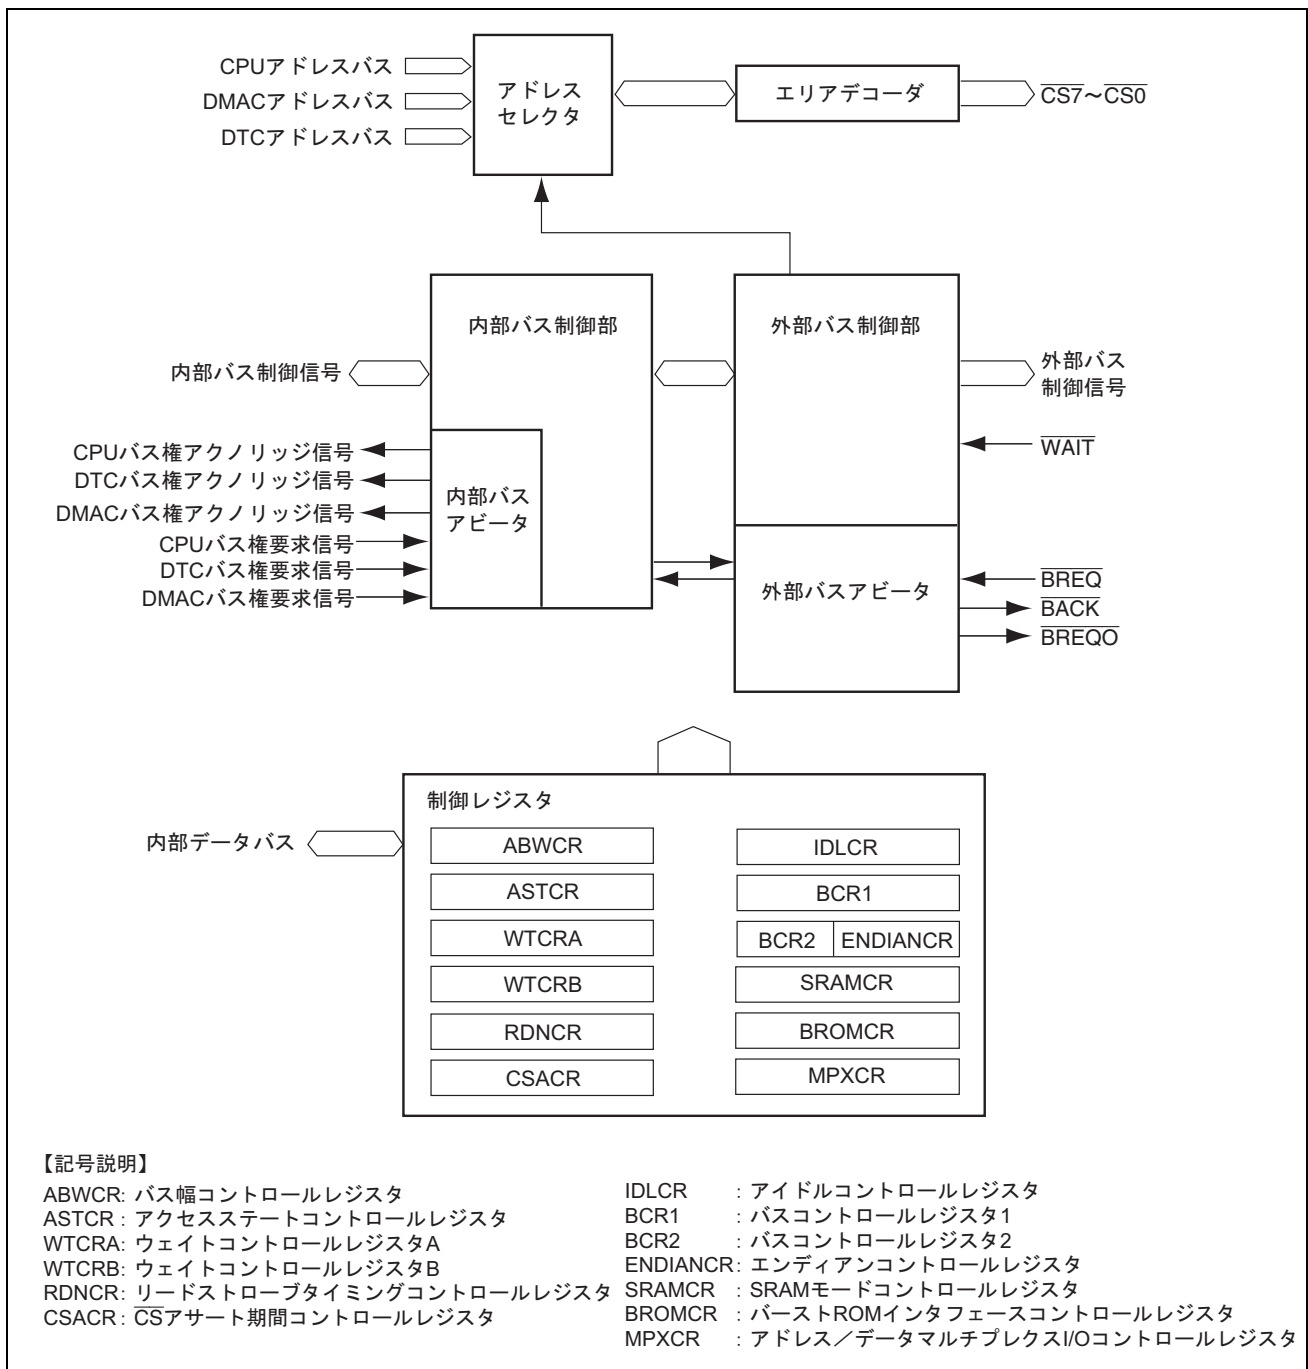 CPUアドレスバス
DMACアドレスバス
DTCアドレスバス
アドレス
セレクタ
エリアデコーダ
CS7～CS0
内部バス制御部
外部バス制御部
内部バス制御信号
外部バス
制御信号
CPUバス権アクノリッジ信号
DTCバス権アクノリッジ信号
DMACバス権アクノリッジ信号
CPUバス権要求信号
DTCバス権要求信号
DMACバス権要求信号
内部バス
アビータ
WAIT
外部バスアビータ
BREQ
BACK
BREQO
制御レジスタ
内部データバス
ABWCR
ASTCR
WTCRA
WTCRB
RDNCR
CSACR
IDLCR
BCR1
BCR2 ENDIANCR
SRAMCR
BROMCR
MPXCR
【記号説明】
ABWCR: バス幅コントロールレジスタ
ASTCR : アクセスステートコントロールレジスタ
WTCRA: ウェイトコントロールレジスタA
WTCRB: ウェイトコントロールレジスタB
RDNCR: リードストローブタイミングコントロールレジスタ
CSACR : CSアサート期間コントロールレジスタ
IDLCR : アイドルコントロールレジスタ
BCR1 : バスコントロールレジスタ1
BCR2 : バスコントロールレジスタ2
ENDIANCR : エンディアンコントロールレジスタ
SRAMCR : SRAMモードコントロールレジスタ
BROMCR : バーストROMインタフェースコントロールレジスタ
MPXCR : アドレス／データマルチプレクスI/Oコントロールレジスタ